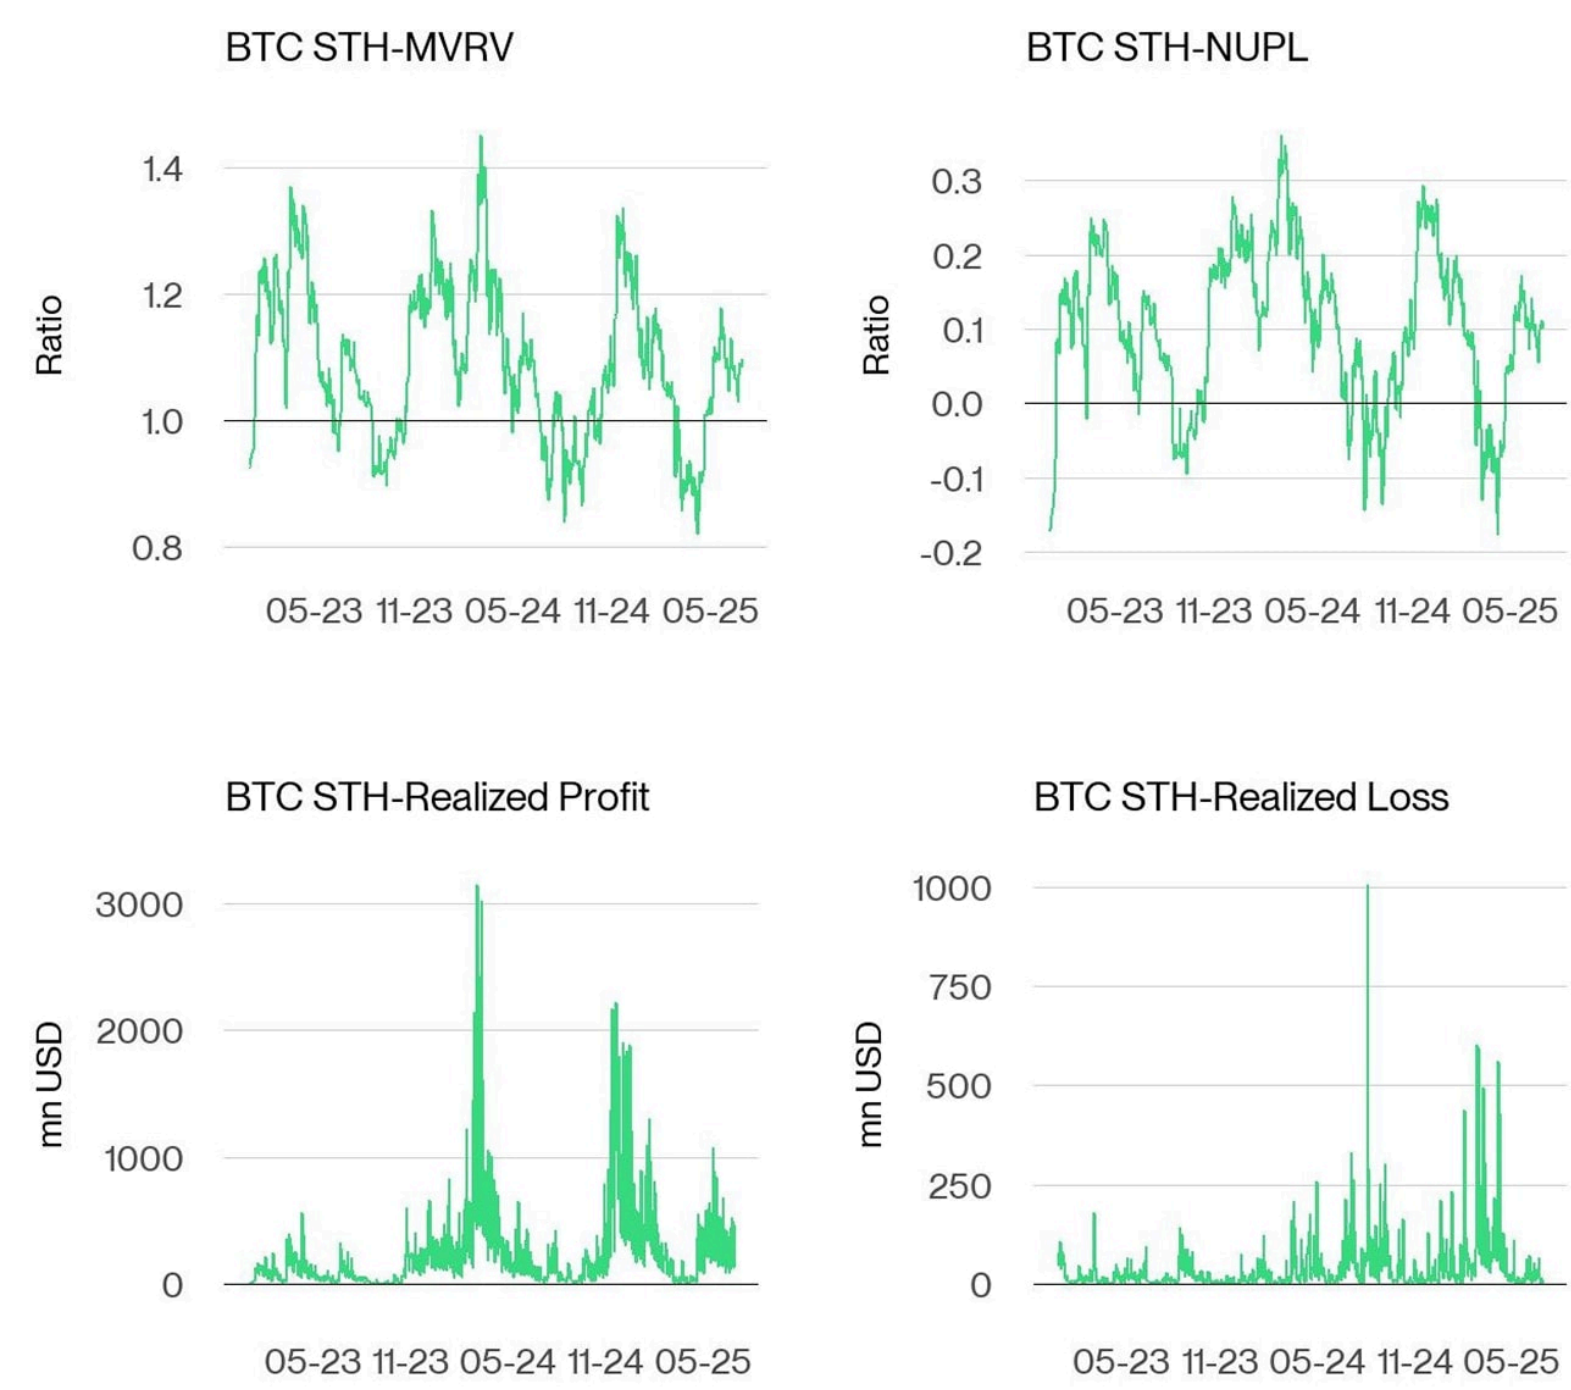 BTC STH-MVRV
Ratio
1.4
1.2
1.0
0.8
05-23 11-23 05-24 11-24 05-25
BTC STH-NUPL
Ratio
0.3
0.2
0.1
0.0
-0.1
-0.2
05-23 11-23 05-24 11-24 05-25
BTC STH-Realized Profit
mn USD
3000
2000
1000
0
05-23 11-23 05-24 11-24 05-25
BTC STH-Realized Loss
mn USD
1000
750
500
250
0
05-23 11-23 05-24 11-24 05-25